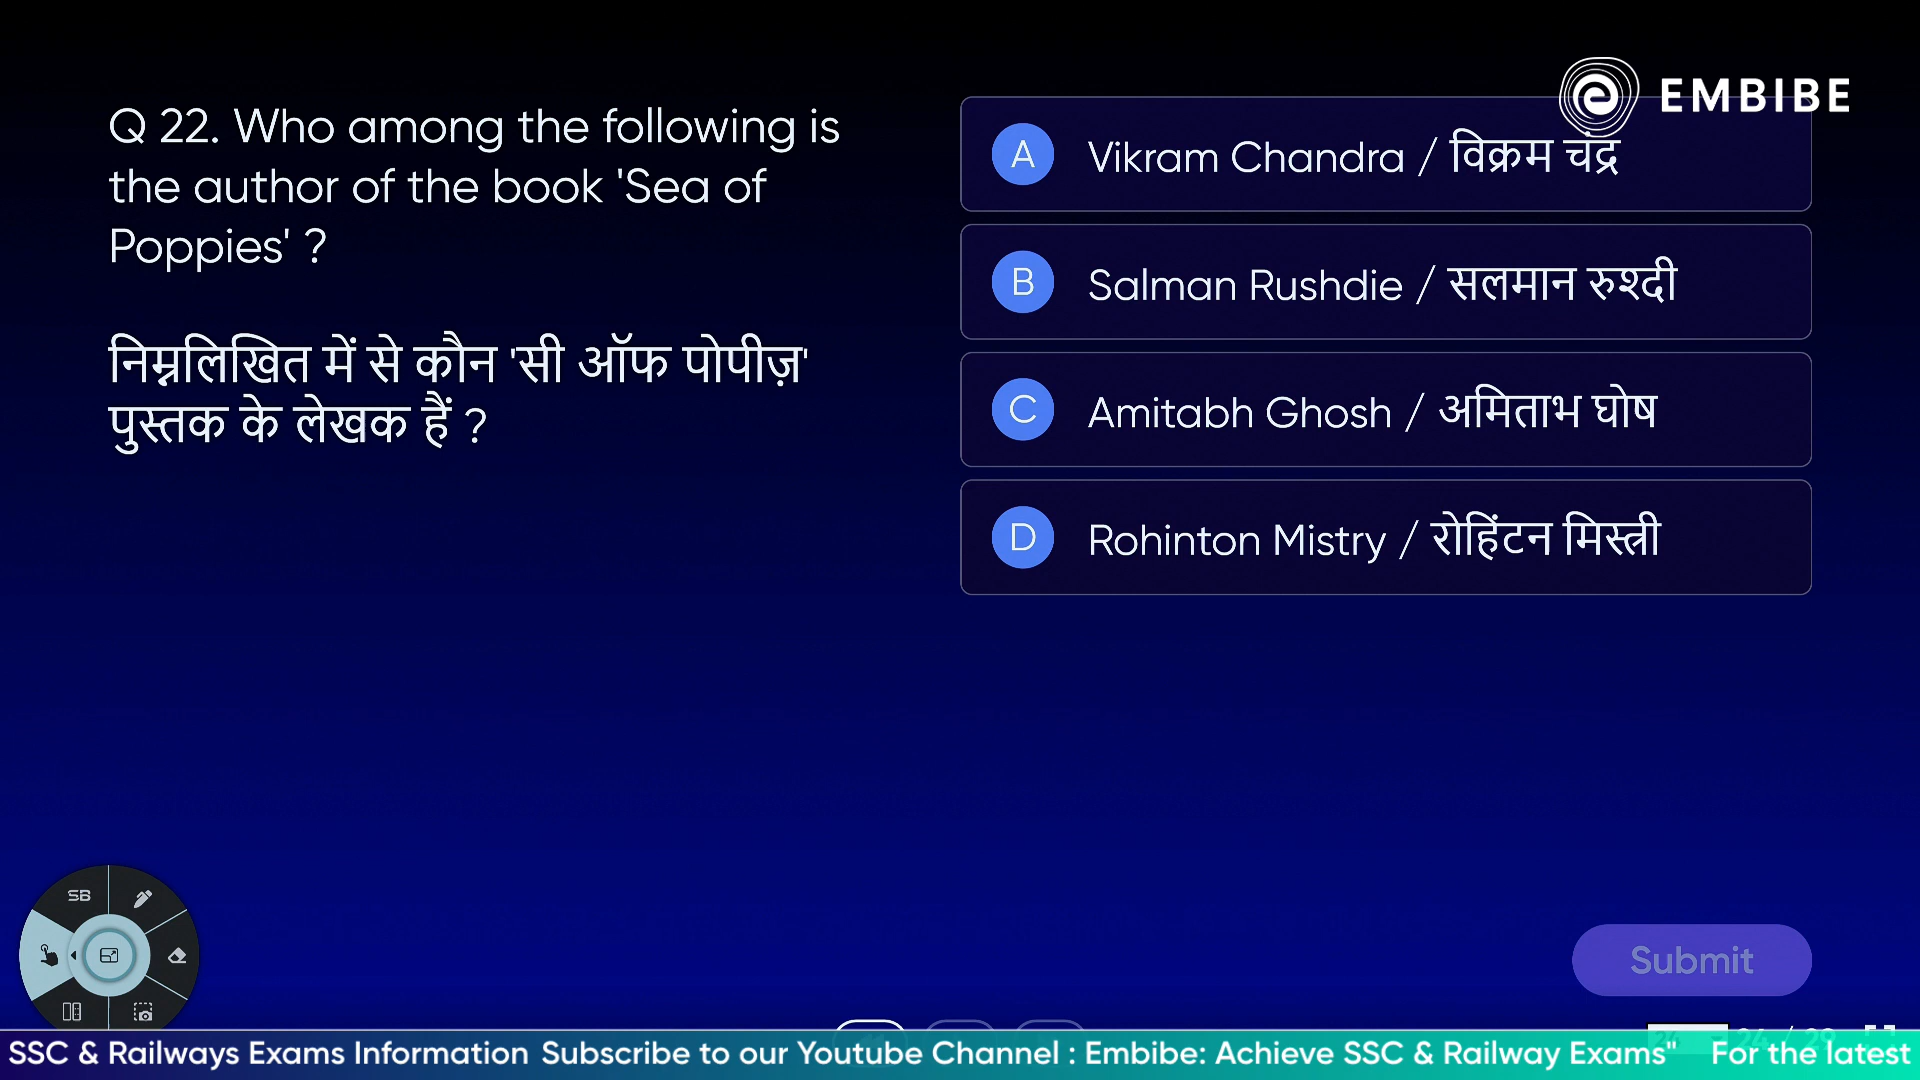 EMBIBE
Q 22. Who among the following is
the author of the book 'Sea of
Poppies' ?
निम्नलिखित में से कौन 'सी ऑफ पोपीज़'
पुस्तक के लेखक हैं ?
A Vikram Chandra / विक्रम चंद्र
B Salman Rushdie / सलमान रुश्दी
C Amitabh Ghosh / अमिताभ घोष
D Rohinton Mistry / रोहिंटन मिस्त्री
SB
Submit
SSC & Railways Exams Information Subscribe to our Youtube Channel : Embibe: Achieve SSC & Railway Exams" For the latest